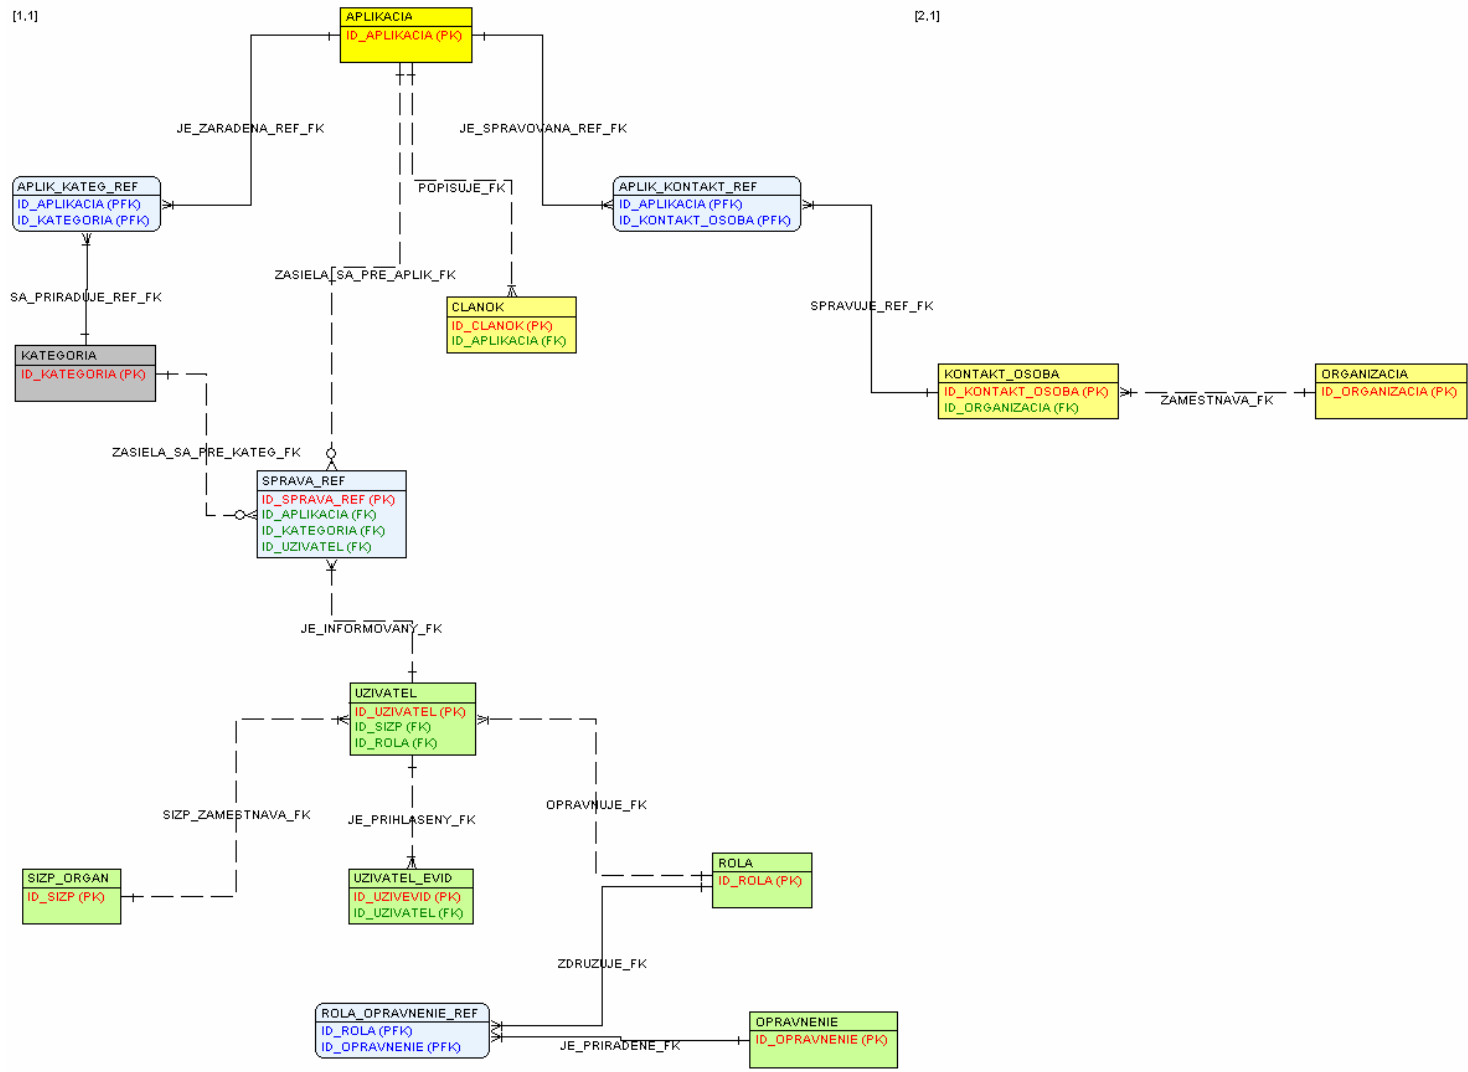 [1,1]
[2,1]
APLIKACIA
ID_APLIKACIA (PK)
JE_ZARADENA_REF_FK
JE_SPRAVOVANA_REF_FK
APLIK_KATEG_REF
ID_APLIKACIA (PFK)
ID_KATEGORIA (PFK)
POPISUJE_FK
APLIK_KONTAKT_REF
ID_APLIKACIA (PFK)
ID_KONTAKT_OSOBA (PFK)
ZASIELA_SA_PRE_APLIK_FK
SA_PRIRADUJE_REF_FK
CLANOK
ID_CLANOK (PK)
ID_APLIKACIA (FK)
SPRAVUJE_REF_FK
KATEGORIA
ID_KATEGORIA (PK)
KONTAKT_OSOBA
ID_KONTAKT_OSOBA (PK)
ID_ORGANIZACIA (FK)
ZAMESTNAVA_FK
ORGANIZACIA
ID_ORGANIZACIA (PK)
ZASIELA_SA_PRE_KATEG_FK
SPRAVA_REF
ID_SPRAVA_REF (PK)
ID_APLIKACIA (FK)
ID_KATEGORIA (FK)
ID_UZIVATEL (FK)
JE_INFORMOVANY_FK
UZIVATEL
ID_UZIVATEL (PK)
ID_SIZP (FK)
ID_ROLA (FK)
SIZP_ZAMESTNAVA_FK
JE_PRIHLASENY_FK
OPRAVNUJE_FK
SIZP_ORGAN
ID_SIZP (PK)
UZIVATEL_EVID
ID_UZIVEVID (PK)
ID_UZIVATEL (FK)
ROLA
ID_ROLA (PK)
ZDRUZUJE_FK
ROLA_OPRAVNENIE_REF
ID_ROLA (PFK)
ID_OPRAVNENIE (PFK)
JE_PRIRADENE_FK
OPRAVNENIE
ID_OPRAVNENIE (PK)